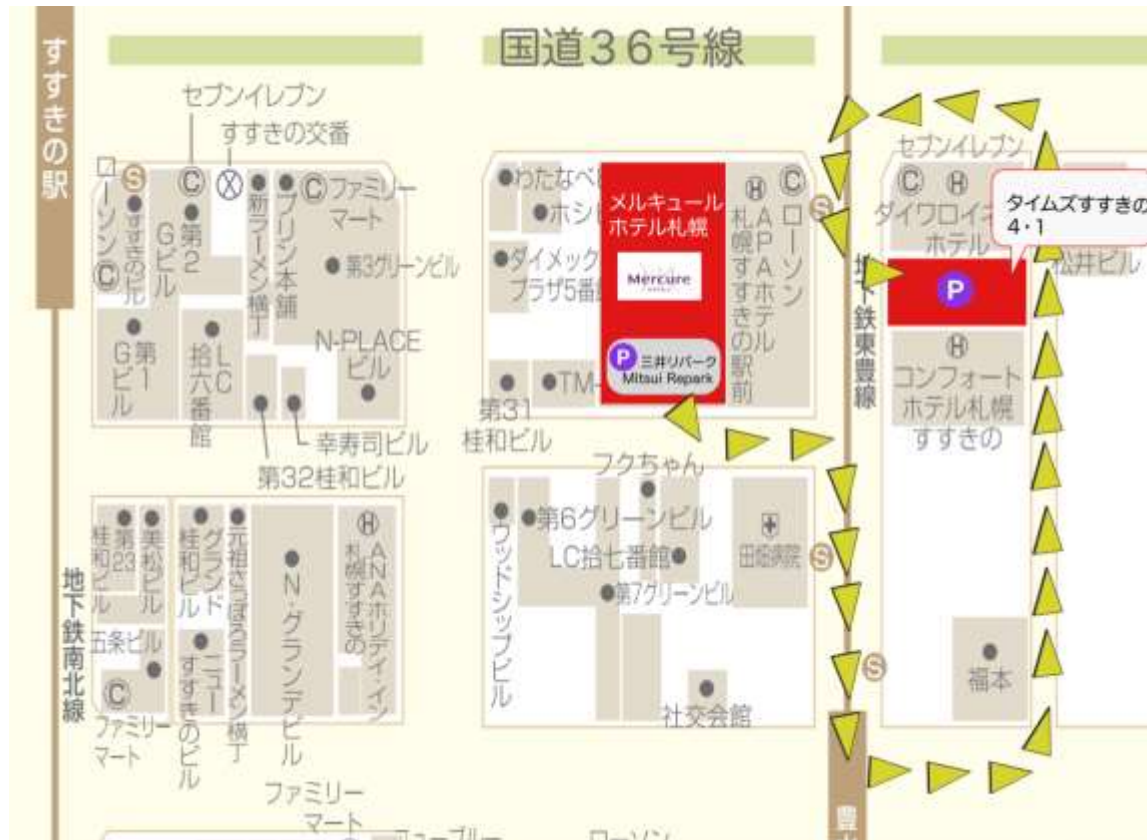 国道36号線
すすきの駅
セブンイレブン
すすきの交番
ローソン
C
S
すすきのビル
C
第2
Gビル
新ラーメン横丁
プリン本舗
C ファミリー
マート
第3グリーンビル
第1
Gビル
LC
拾六番館
N-PLACE
ビル
幸寿司ビル
第32桂和ビル
わたなべ
ホシ
ダイメック
プラザ5番館
TM-
第31
桂和ビル
メルキュール
ホテル札幌
Mercure
HOTELS
P 三井リパーク
Mitsui Repark
H
APAホテル
札幌すすきの駅前
C
ローソン
S
地下鉄東豊線
セブンイレブン
C H
ダイワロイネ
ホテル
タイムズすすきの
4・1
松井ビル
P
H
コンフォート
ホテル札幌
すすきの
地下鉄南北線
第23
桂和ビル
美松ビル
グランド
桂和ビル
元祖さっぽろラーメン横丁
N・グランデビル
H
ANAホリデイ・イン
札幌すすきの
五条ビル
C
ファミリー
マート
ニュー
すすきのビル
フクちゃん
ウッドシップビル
第6グリーンビル
LC拾七番館
第7グリーンビル
田畑病院
S
社交会館
S
福本
豊
ファミリー
マート
ニューブルー
ローソン